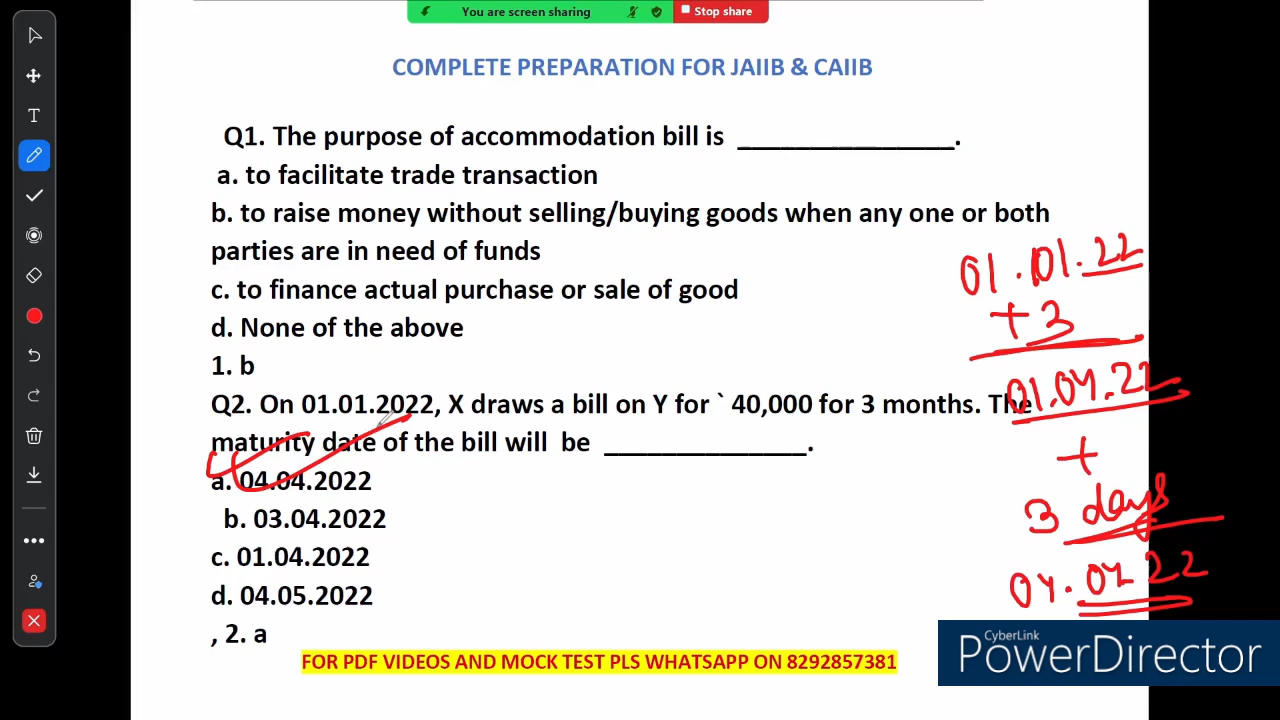 You are screen sharing Stop share
COMPLETE PREPARATION FOR JAIIB & CAIIB
Q1. The purpose of accommodation bill is _______________.
a. to facilitate trade transaction
b. to raise money without selling/buying goods when any one or both
parties are in need of funds
c. to finance actual purchase or sale of good
d. None of the above
1. b
Q2. On 01.01.2022, X draws a bill on Y for ` 40,000 for 3 months. The
maturity date of the bill will be ______________.
a. 04.04.2022
b. 03.04.2022
c. 01.04.2022
d. 04.05.2022
, 2. a
FOR PDF VIDEOS AND MOCK TEST PLS WHATSAPP ON 8292857381
01.01.22
+3
01.04.22
+
3 days
04.04 22
T
CyberLink
PowerDirector